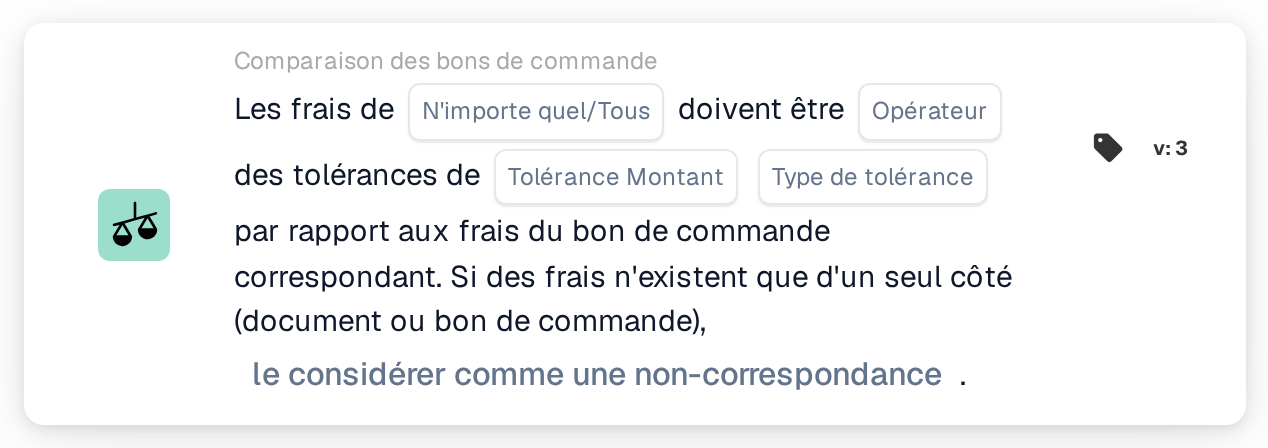 Comparaison des bons de commande
Les frais de N'importe quel/Tous doivent être Opérateur
des tolérances de Tolérance Montant Type de tolérance
par rapport aux frais du bon de commande
correspondant. Si des frais n'existent que d'un seul côté
(document ou bon de commande),
le considérer comme une non-correspondance .
v: 3